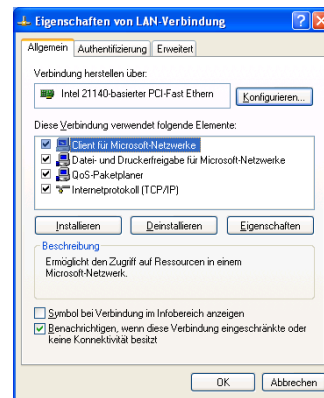 Eigenschaften von LAN-Verbindung
Allgemein Authentifizierung Erweitert
Verbindung herstellen über:
Intel 21140-basierter PCI-Fast Ethern
Konfigurieren...
Diese Verbindung verwendet folgende Elemente:
Client für Microsoft-Netzwerke
Datei- und Druckerfreigabe für Microsoft-Netzwerke
QoS-Paketplaner
Internetprotokoll (TCP/IP)
Installieren Deinstallieren Eigenschaften
Beschreibung
Ermöglicht den Zugriff auf Ressourcen in einem
Microsoft-Netzwerk.
Symbol bei Verbindung im Infobereich anzeigen
Benachrichtigen, wenn diese Verbindung eingeschränkte oder
keine Konnektivität besitzt
OK Abbrechen